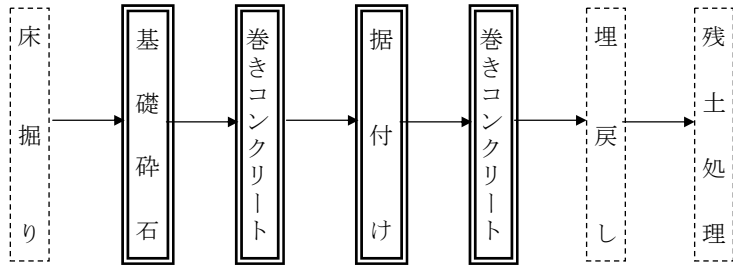 床掘り
基礎砕石
巻きコンクリート
据付け
巻きコンクリート
埋戻し
残土処理